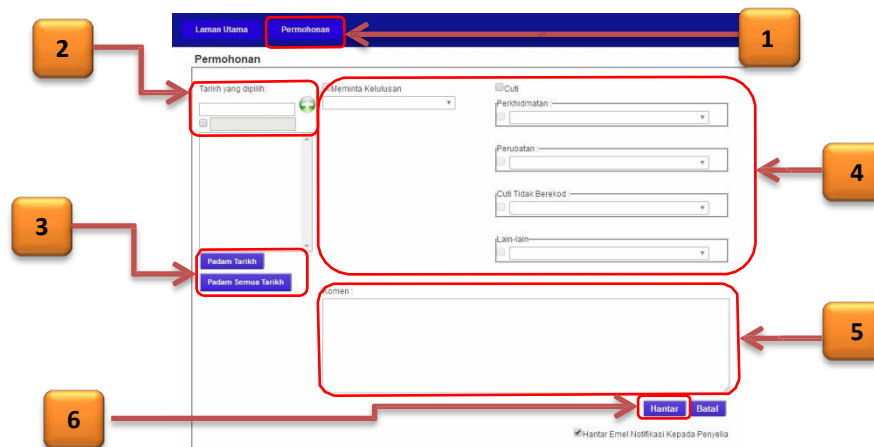 Laman Utama Permohonan
1
2
Permohonan
Tarikh yang dipilih:
Meminta Kelulusan
Cuti
Perkhidmatan :
Perubatan :
4
Cuti Tidak Berekod :
3
Lain-lain
Padam Tarikh
Padam Semua Tarikh
Komen :
5
6
Hantar Batal
Hantar Emel Notifikasi Kepada Penyelia